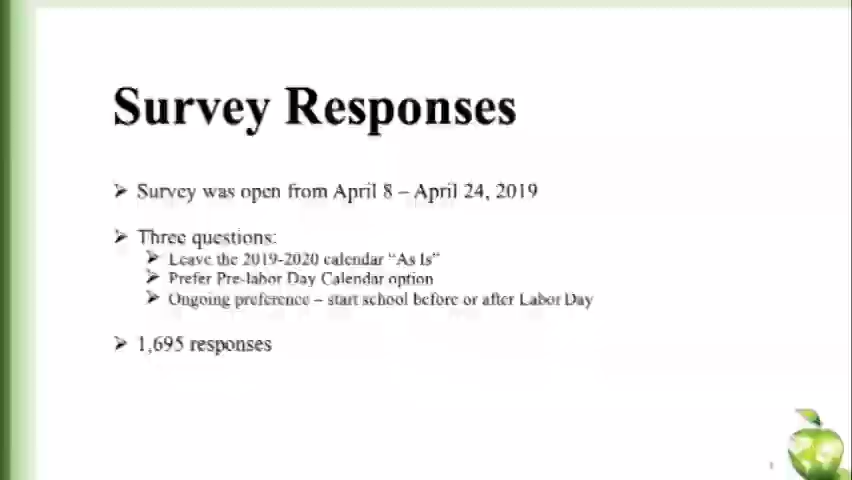 Survey Responses
➢ Survey was open from April 8 – April 24, 2019
➢ Three questions:
➢ Leave the 2019-2020 calendar “As Is”
➢ Prefer Pre-labor Day Calendar option
➢ Ongoing preference – start school before or after Labor Day
➢ 1,695 responses